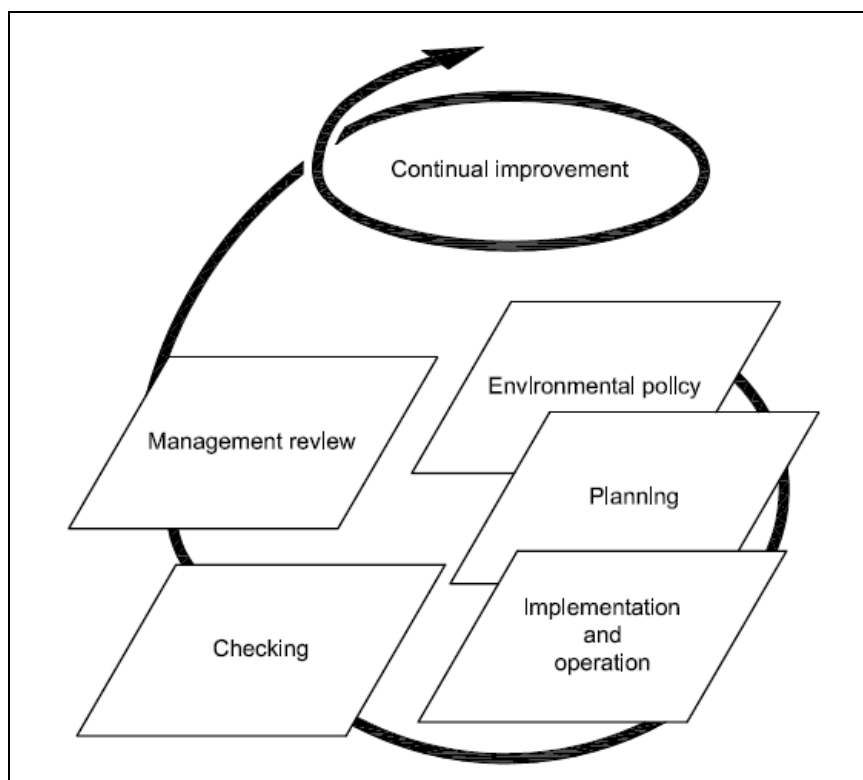 Continual improvement
Environmental policy
Management review
Planning
Implementation
and
operation
Checking